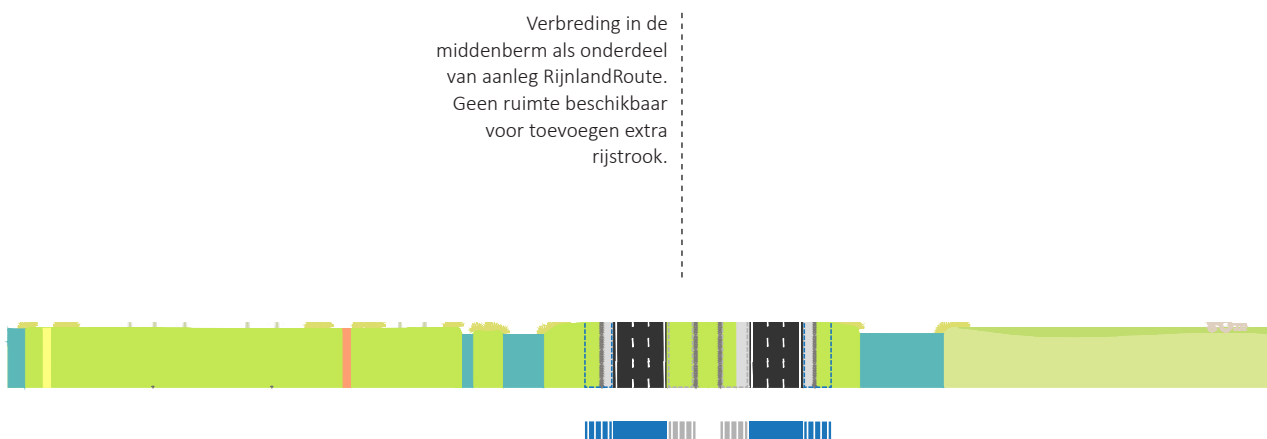 Verbreding in de
middenberm als onderdeel
van aanleg RijnlandRoute.
Geen ruimte beschikbaar
voor toevoegen extra
rijstrook.